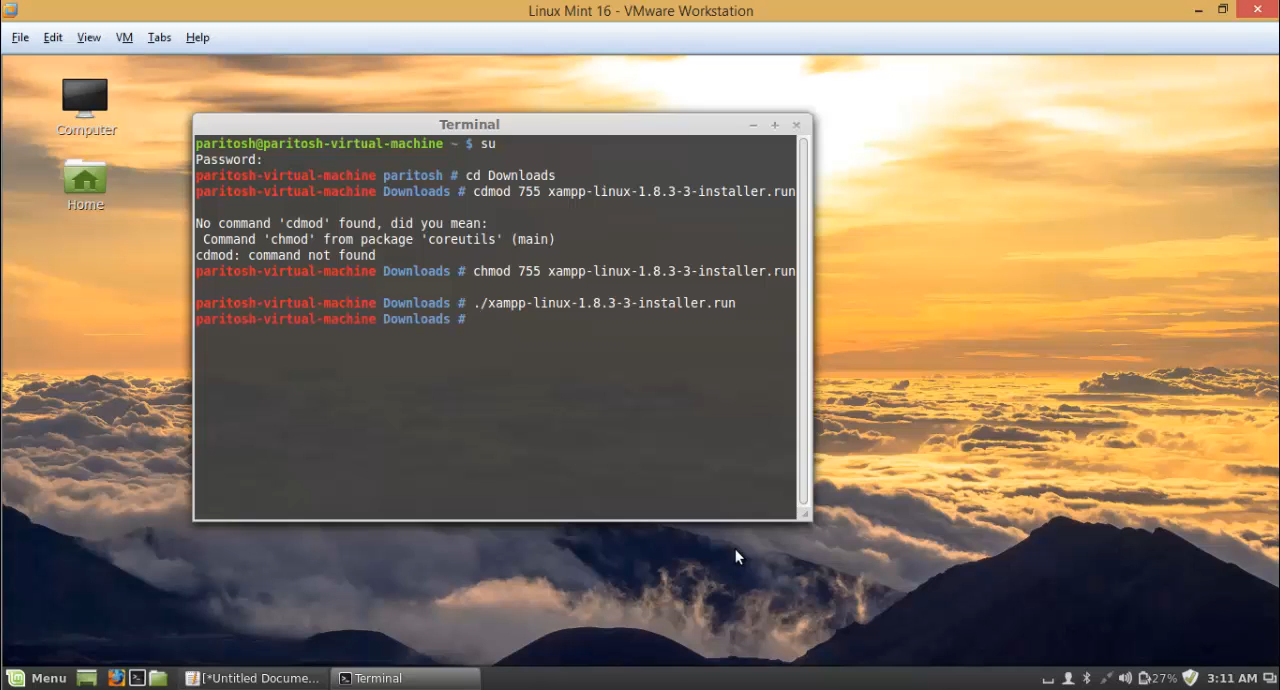 Linux Mint 16 - VMware Workstation
File Edit View VM Tabs Help
Computer
Home
Terminal
paritosh@paritosh-virtual-machine ~ $ su
Password:
paritosh-virtual-machine paritosh # cd Downloads
paritosh-virtual-machine Downloads # cdmod 755 xampp-linux-1.8.3-3-installer.run
No command 'cdmod' found, did you mean:
Command 'chmod' from package 'coreutils' (main)
cdmod: command not found
paritosh-virtual-machine Downloads # chmod 755 xampp-linux-1.8.3-3-installer.run
paritosh-virtual-machine Downloads # ./xampp-linux-1.8.3-3-installer.run
paritosh-virtual-machine Downloads #
Menu [*Untitled Docume... Terminal 27% 3:11 AM